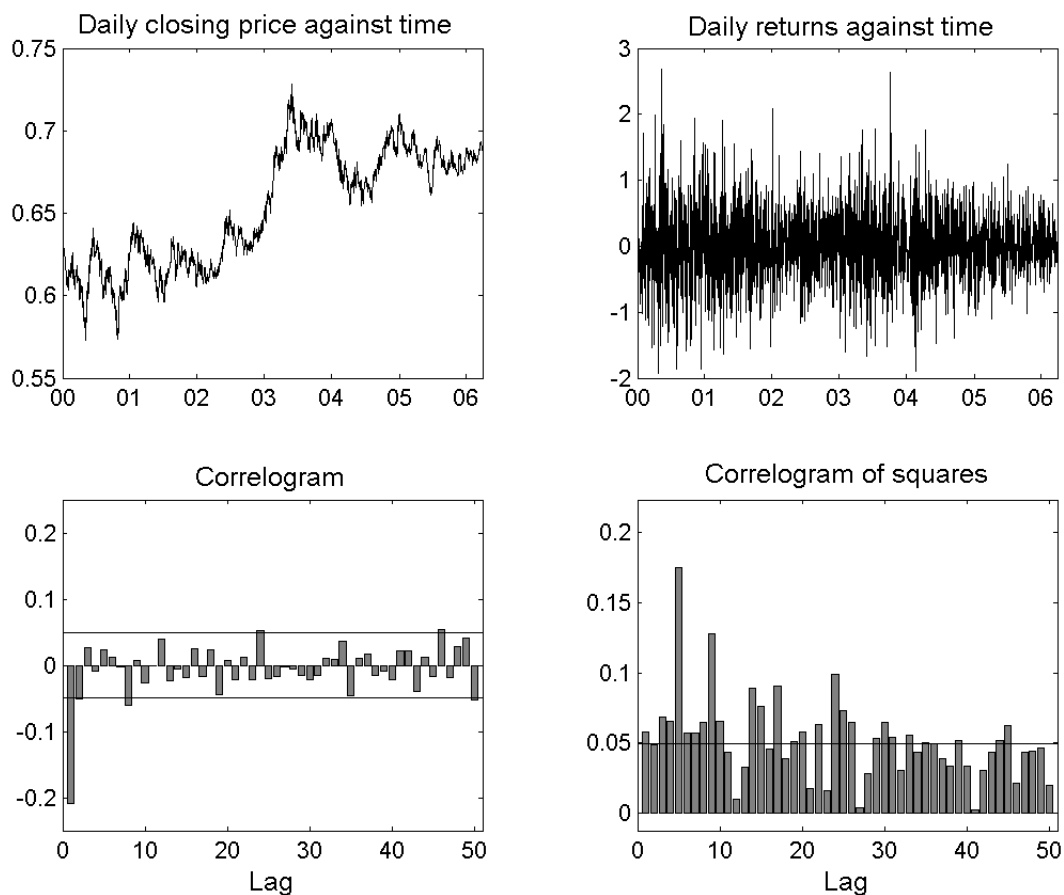 Daily closing price against time
0.75
0.7
0.65
0.6
0.55
00 01 02 03 04 05 06
Daily returns against time
3
2
1
0
-1
-2
00 01 02 03 04 05 06
Correlogram
0.2
0.1
0
-0.1
-0.2
0 10 20 30 40 50
Lag
Correlogram of squares
0.2
0.15
0.1
0.05
0
0 10 20 30 40 50
Lag